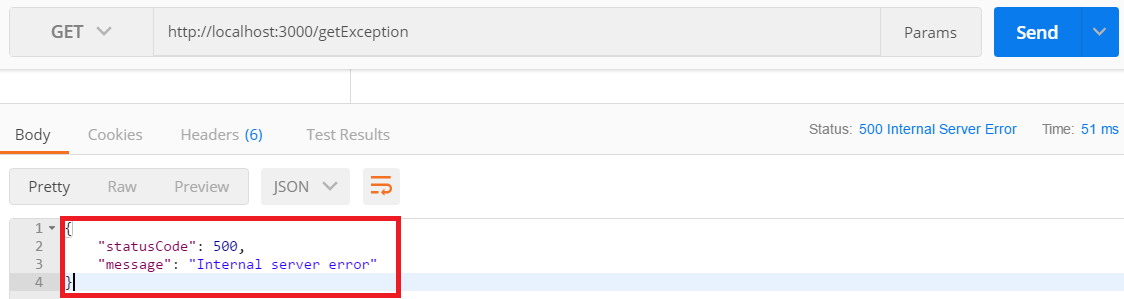 GET http://localhost:3000/getException Params Send
Body Cookies Headers (6) Test Results Status: 500 Internal Server Error Time: 51 ms
Pretty Raw Preview JSON
1 {
2 "statusCode": 500,
3 "message": "Internal server error"
4 }